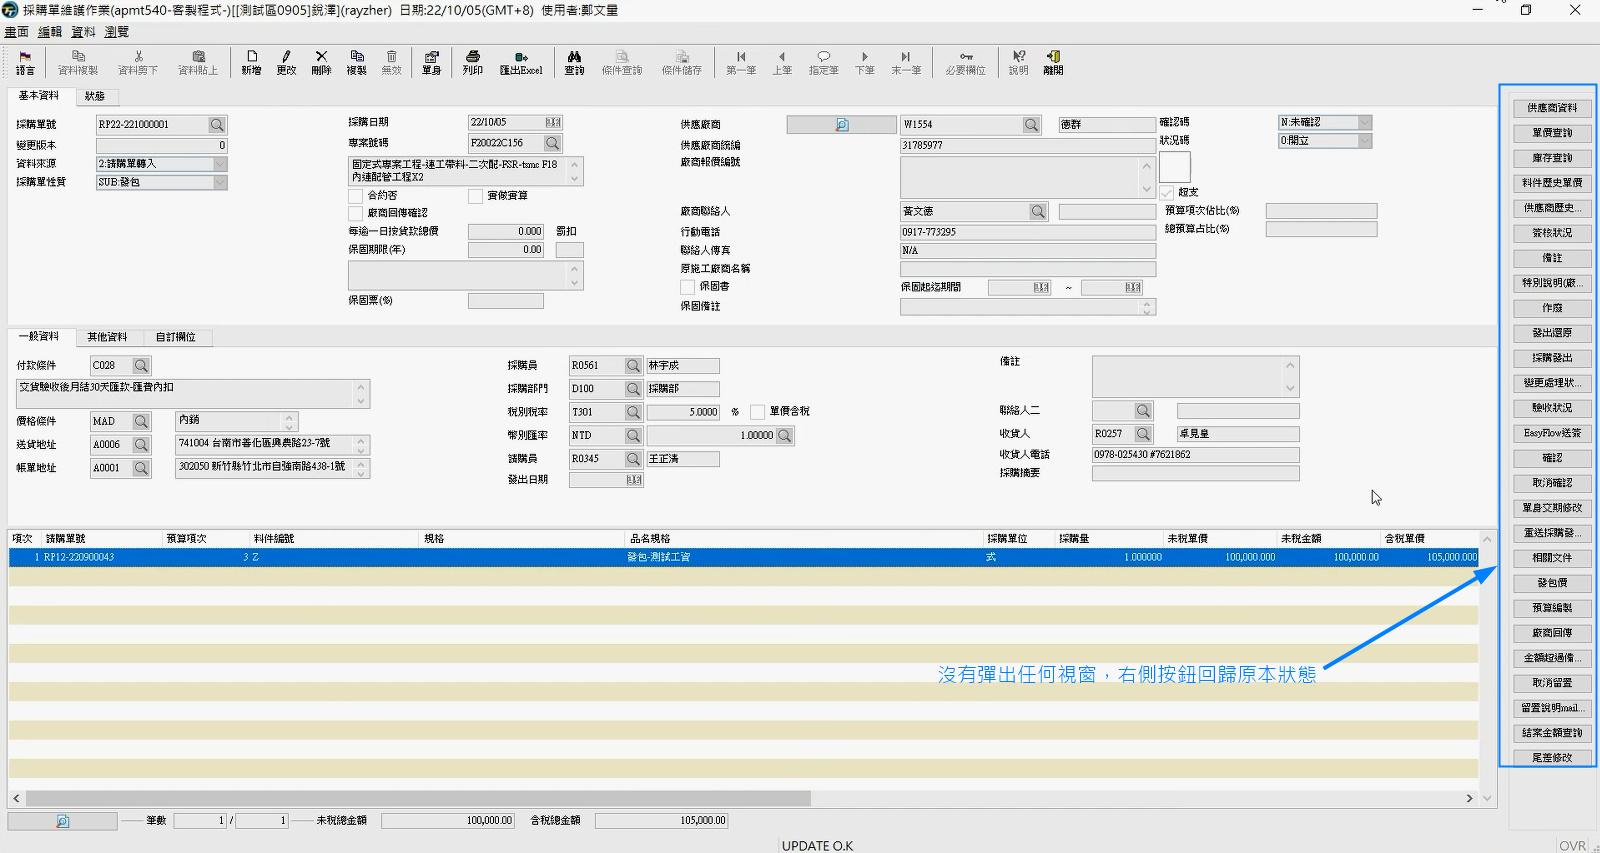 採購單維護作業(apmt540-客製程式-)[[測試區0905]銳澤](rayzher) 日期:22/10/05(GMT+8) 使用者:鄭文量
畫面 編輯 資料 瀏覽
語言 資料複製 資料剪下 資料貼上 新增 更改 刪除 複製 無效 單身 列印 匯出Excel 查詢 條件查詢 條件儲存 第一筆 上筆 指定筆 下筆 末一筆 必要欄位 說明 離開
基本資料 狀態
採購單號 RP22-221000001
變更版本 0
資料來源 2:請購單轉入
採購單性質 SUB:發包
採購日期 22/10/05
專案號碼 F20022C156
固定式專案工程-連工帶料-二次配-FSR-tsmc F18
內連配管工程X2
合約否 實做實算
廠商回傳確認
每逾一日按貨款總價 0.000 罰扣
保固期限(年) 0.00
保固票(%)
供應廠商 W1554 德群
供應廠商統編 31785977
廠商報價編號
廠商聯絡人 黃文德
行動電話 0917-773295
聯絡人傳真 N/A
原施工廠商名稱
保固書 保固起迄期間 ~
保固備註
確認碼 N:未確認
狀況碼 0:開立
超支
預算項次佔比(%)
總預算占比(%)
一般資料 其他資料 自訂欄位
付款條件 C028
交貨驗收後月結30天匯款-匯費內扣
價格條件 MAD 內銷
送貨地址 A0006 741004 台南市善化區興農路23-7號
帳單地址 A0001 302050 新竹縣竹北市自強南路438-1號
採購員 R0561 林宇成
採購部門 D100 採購部
稅別稅率 T301 5.0000 % 單價含稅
幣別匯率 NTD 1.00000
請購員 R0345 王正清
發出日期
備註
聯絡人二
收貨人 R0257 卓見皇
收貨人電話 0978-025430 #7621862
採購摘要
項次 請購單號 預算項次 料件編號 規格 品名規格 採購單位 採購量 未稅單價 未稅金額 含稅單價
1 RP12-220900043 3 Z 發包-測試工資 式 1.000000 100,000.000 100,000.00 105,000.000
沒有彈出任何視窗，右側按鈕回歸原本狀態
筆數 1 / 1 未稅總金額 100,000.00 含稅總金額 105,000.00
UPDATE O.K
OVR
供應商資料
單價查詢
庫存查詢
料件歷史單價
供應商歷史...
簽核狀況
備註
特別說明(廠...
作廢
發出還原
採購發出
變更處理狀...
驗收狀況
EasyFlow送簽
確認
取消確認
單身交期修改
重送採購發...
相關文件
發包價
預算編製
廠商回傳
金額超過備...
取消留置
留置說明mail...
結案金額查詢
尾差修改